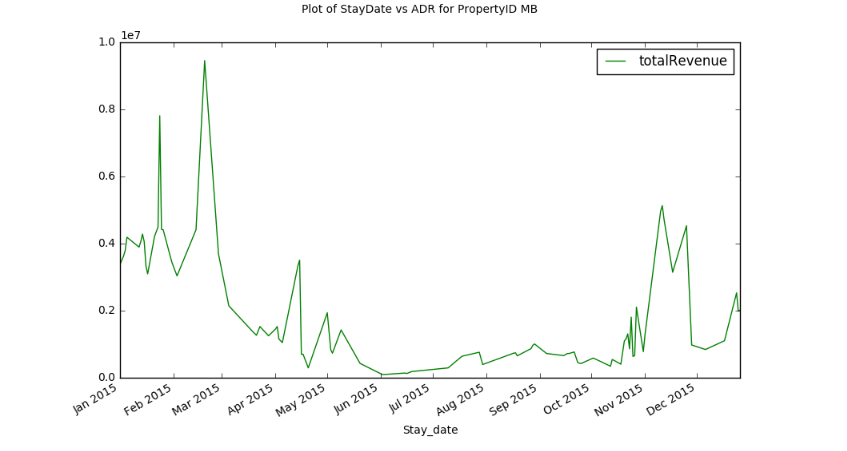 Plot of StayDate vs ADR for PropertyID MB
1e7
1.0
totalRevenue
0.8
0.6
0.4
0.2
0.0
Jan 2015
Feb 2015
Mar 2015
Apr 2015
May 2015
Jun 2015
Jul 2015
Aug 2015
Sep 2015
Oct 2015
Nov 2015
Dec 2015
Stay_date